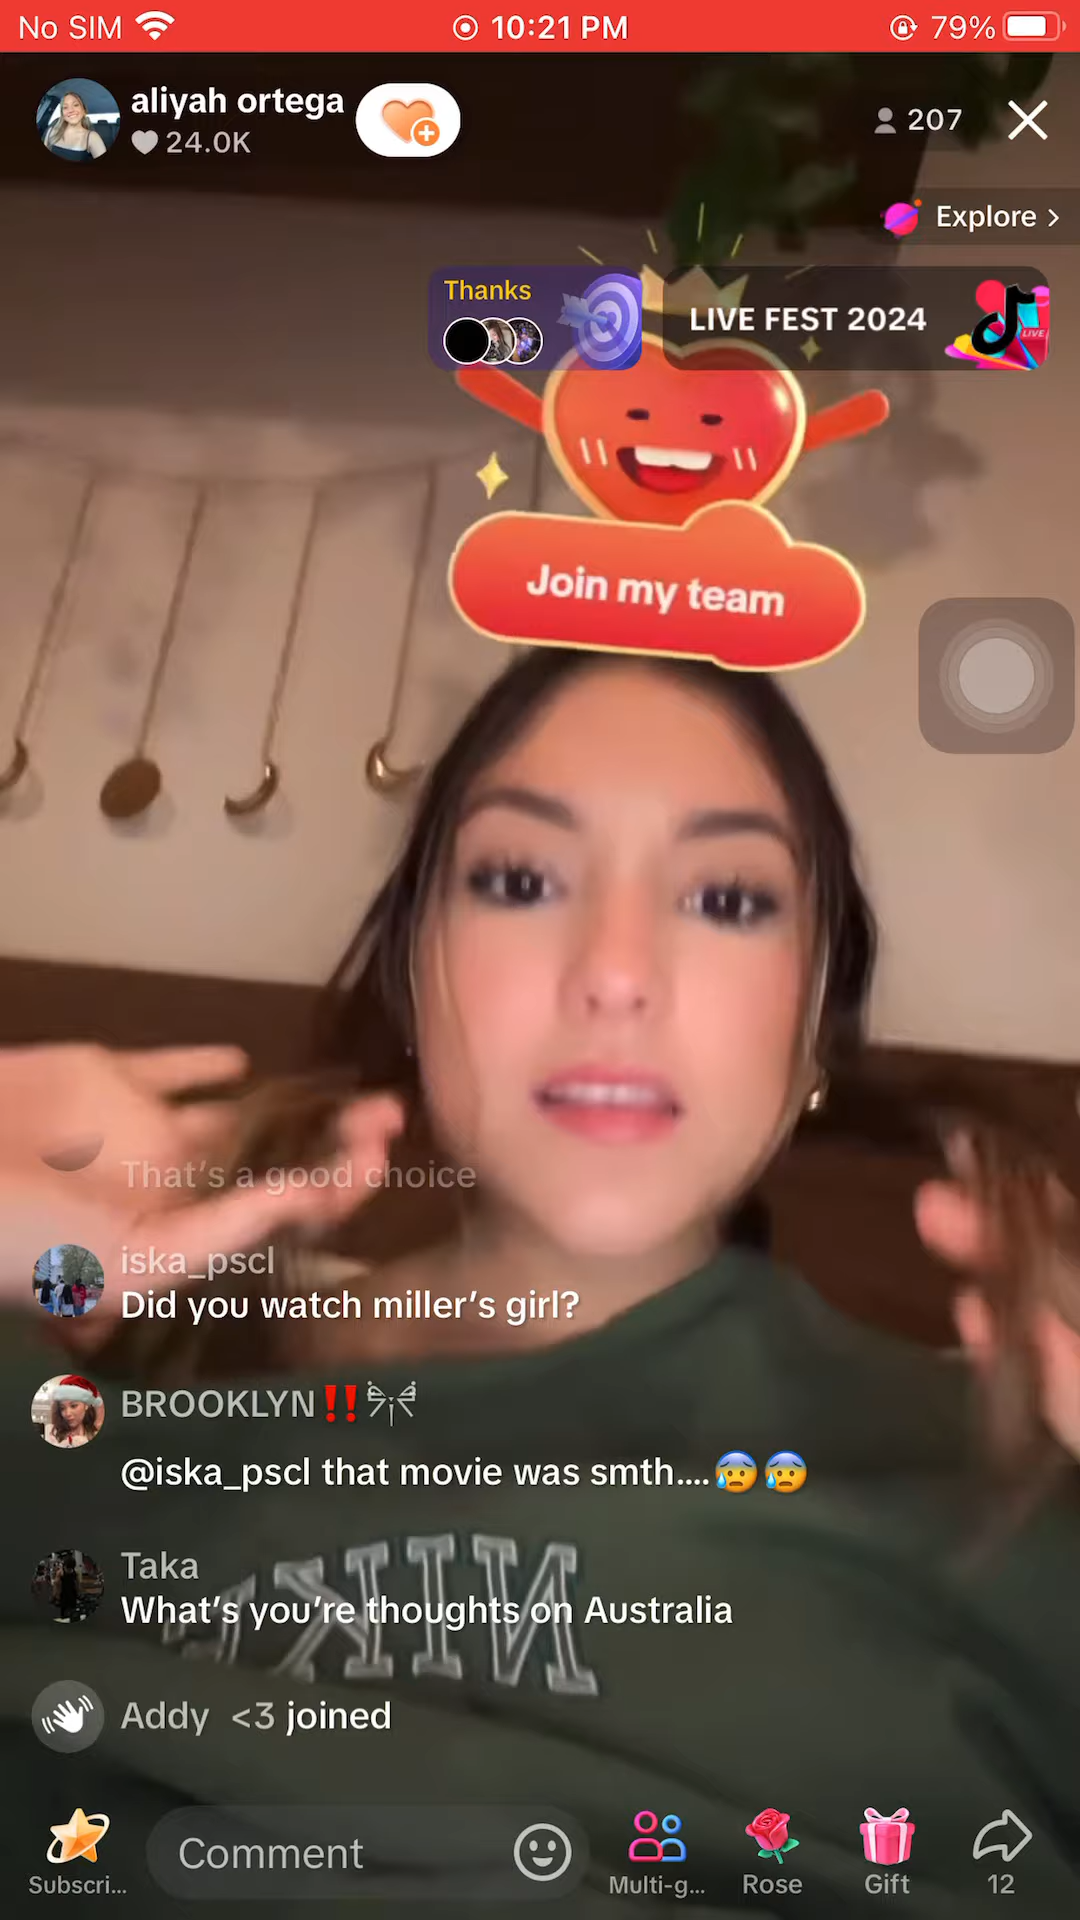 No SIM 10:21 PM 79%
aliyah ortega
24.0K
207
Explore >
Thanks
LIVE FEST 2024
LIVE
Join my team
That's a good choice
iska_pscl
Did you watch miller's girl?
BROOKLYN‼️
@iska_pscl that movie was smth....😰😰
Taka
What's you're thoughts on Australia
NIKE
Addy <3 joined
Subscri...
Comment
Multi-g...
Rose
Gift
12